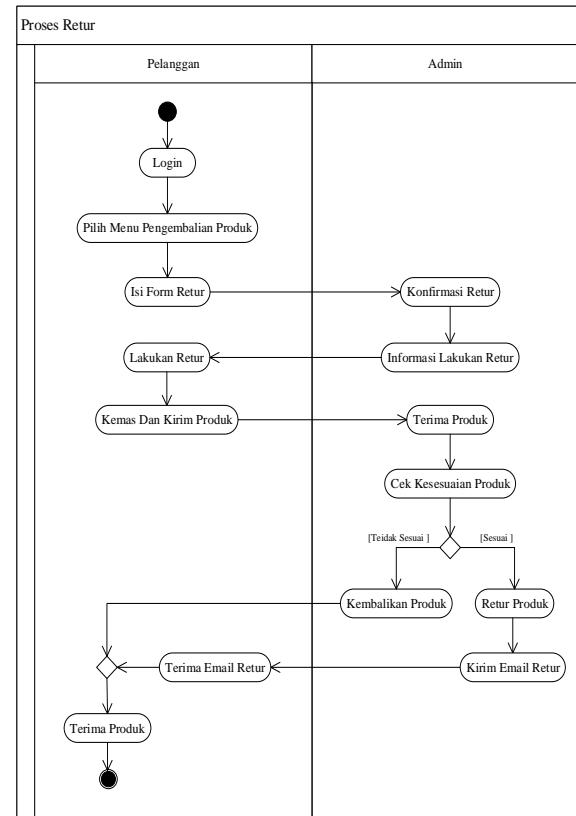 Proses Retur
Pelanggan
Admin
Login
Pilih Menu Pengembalian Produk
Isi Form Retur
Konfirmasi Retur
Lakukan Retur
Informasi Lakukan Retur
Kemas Dan Kirim Produk
Terima Produk
Cek Kesesuaian Produk
[Teidak Sesuai ]
[Sesuai ]
Kembalikan Produk
Retur Produk
Terima Email Retur
Kirim Email Retur
Terima Produk